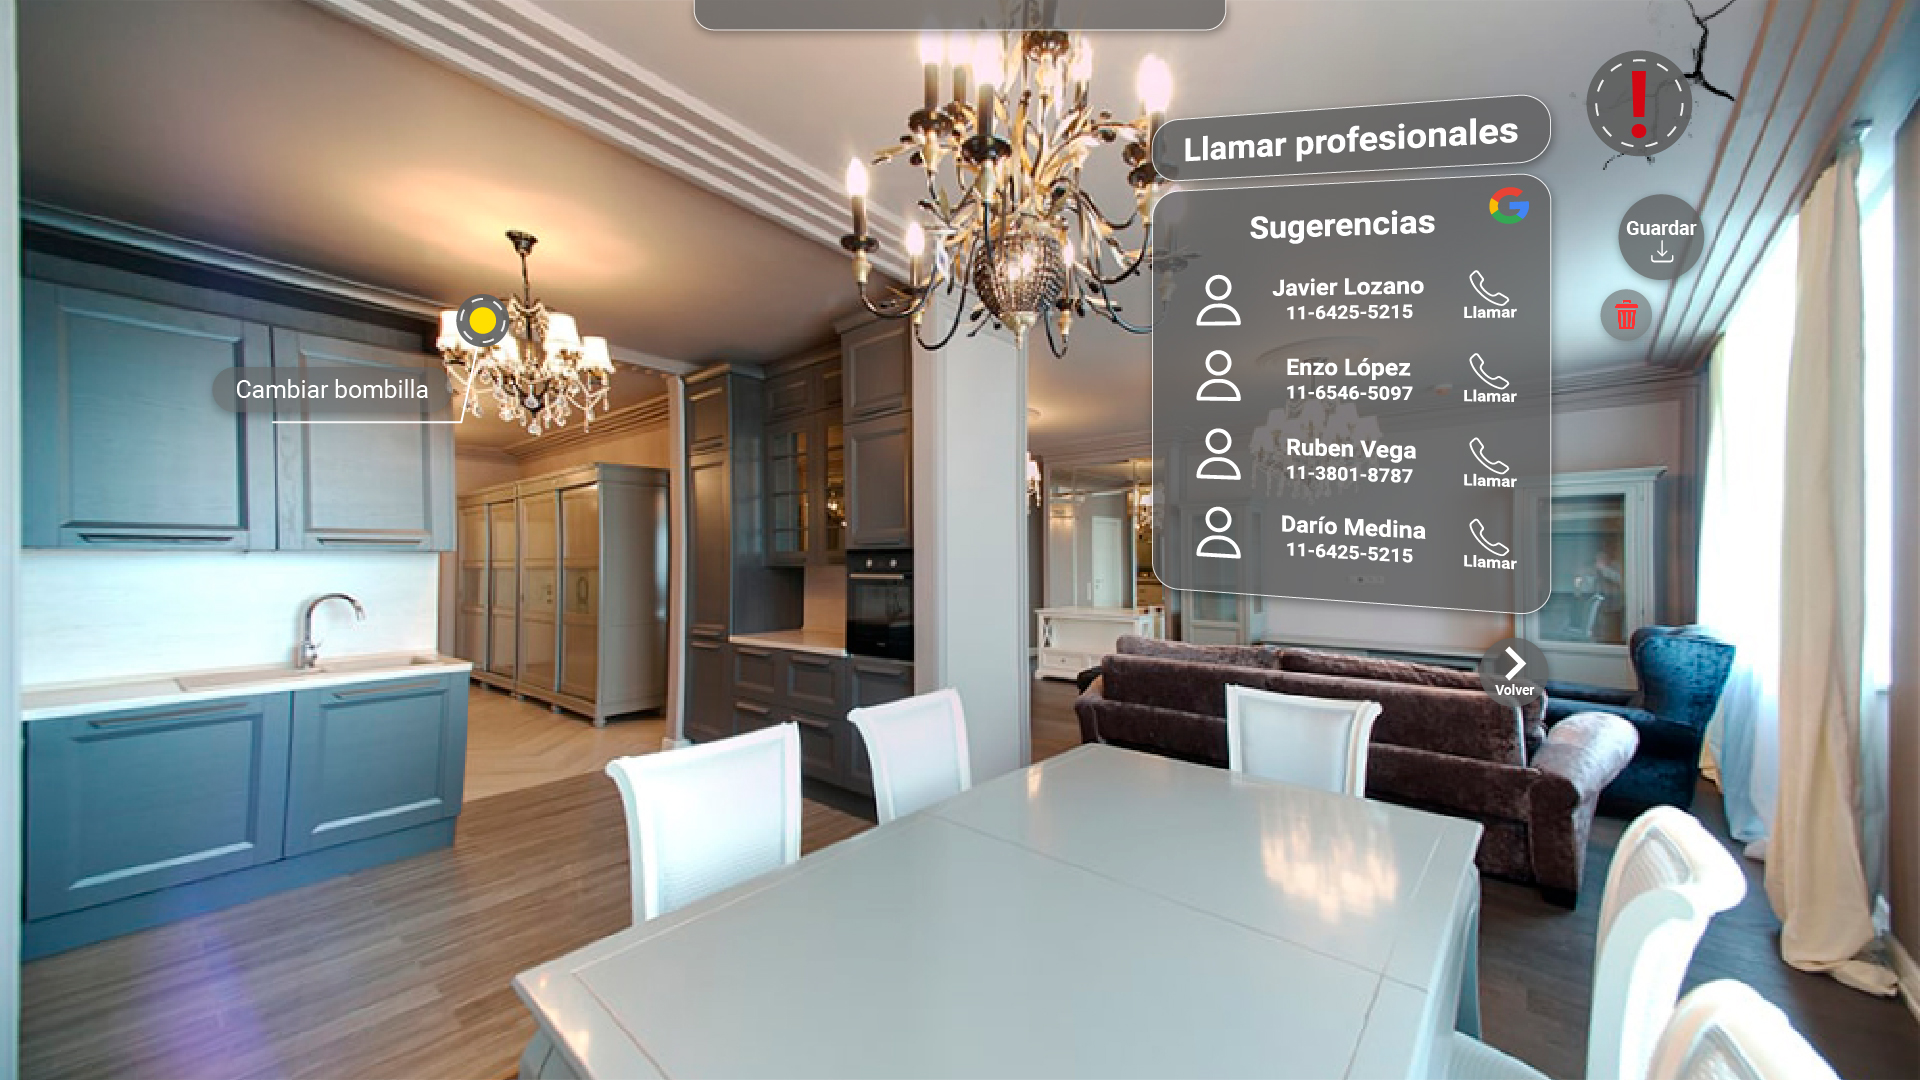 Llamar profesionales
Sugerencias
Javier Lozano
11-6425-5215
Llamar
Enzo López
11-6546-5097
Llamar
Ruben Vega
11-3801-8787
Llamar
Darío Medina
11-6425-5215
Llamar
Guardar
Cambiar bombilla
Volver